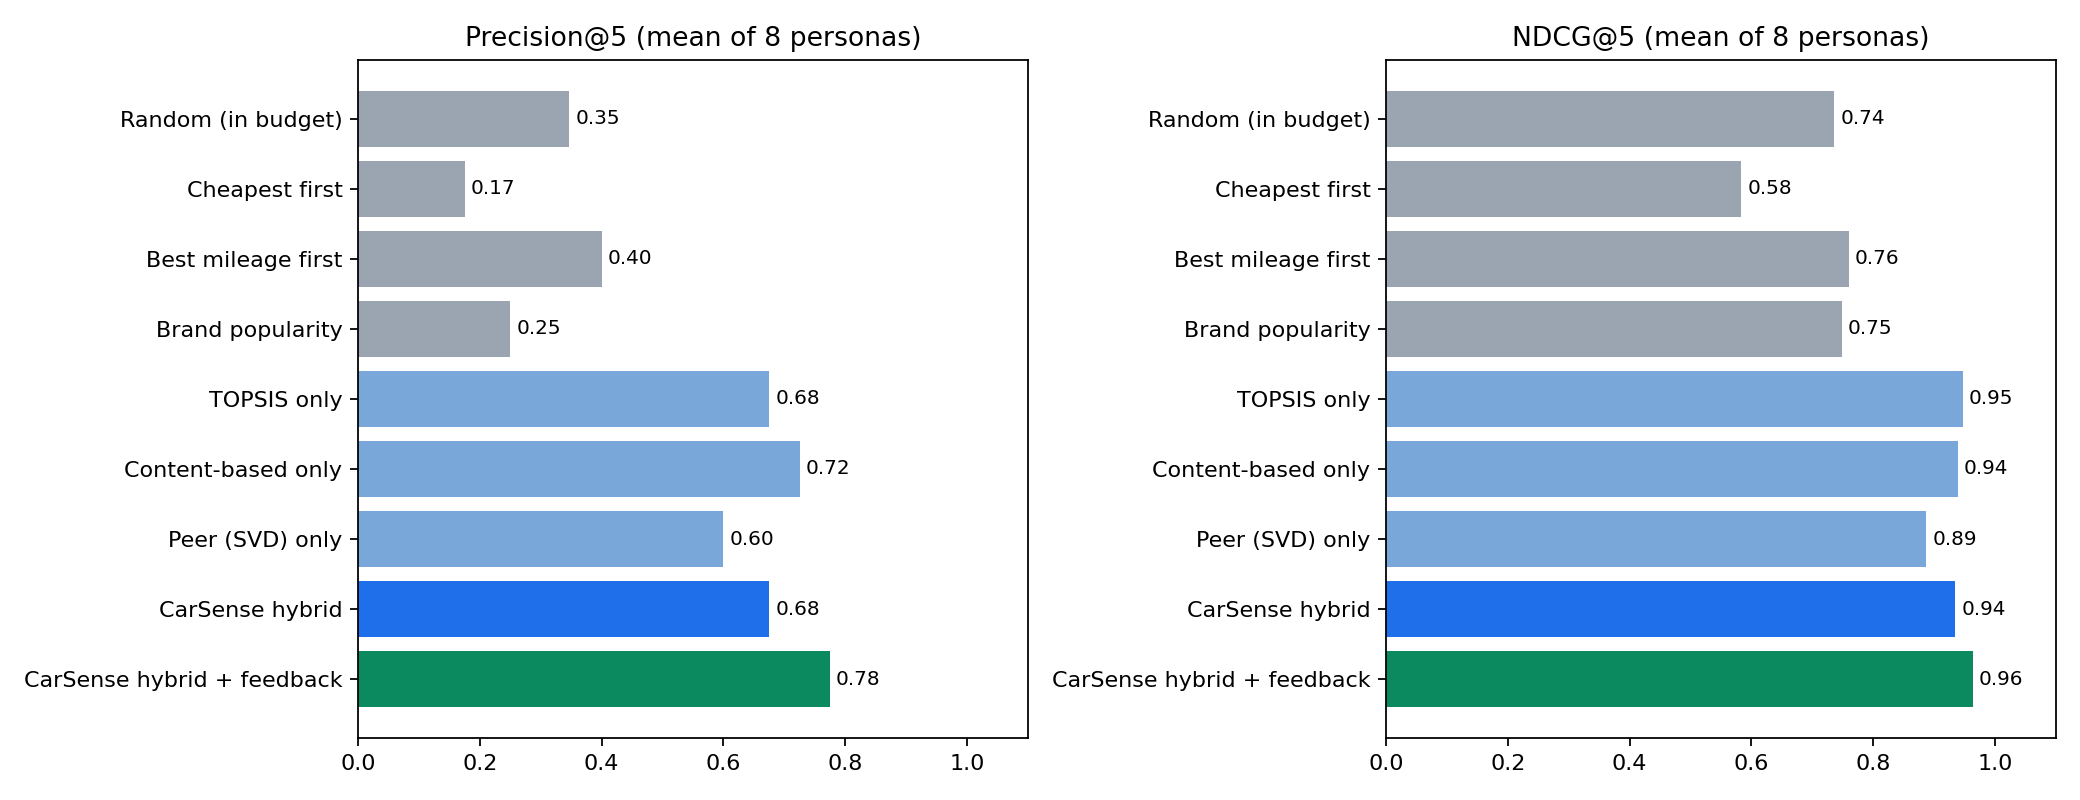 Precision@5 (mean of 8 personas)
Random (in budget) 0.35
Cheapest first 0.17
Best mileage first 0.40
Brand popularity 0.25
TOPSIS only 0.68
Content-based only 0.72
Peer (SVD) only 0.60
CarSense hybrid 0.68
CarSense hybrid + feedback 0.78
0.0 0.2 0.4 0.6 0.8 1.0
NDCG@5 (mean of 8 personas)
Random (in budget) 0.74
Cheapest first 0.58
Best mileage first 0.76
Brand popularity 0.75
TOPSIS only 0.95
Content-based only 0.94
Peer (SVD) only 0.89
CarSense hybrid 0.94
CarSense hybrid + feedback 0.96
0.0 0.2 0.4 0.6 0.8 1.0